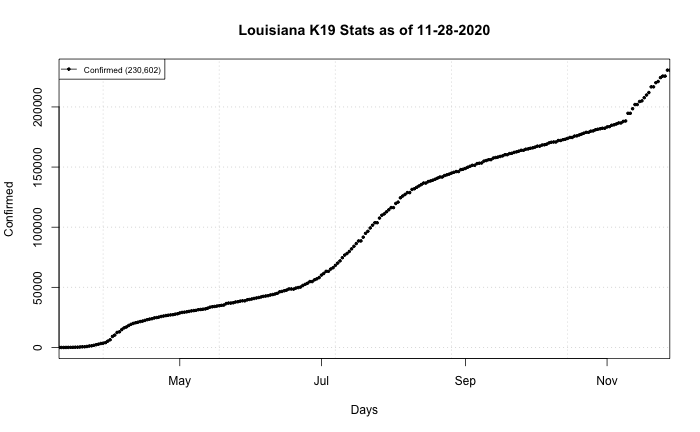 Louisiana K19 Stats as of 11-28-2020
Confirmed (230,602)
200000
150000
100000
50000
0
Confirmed
May Jul Sep Nov
Days